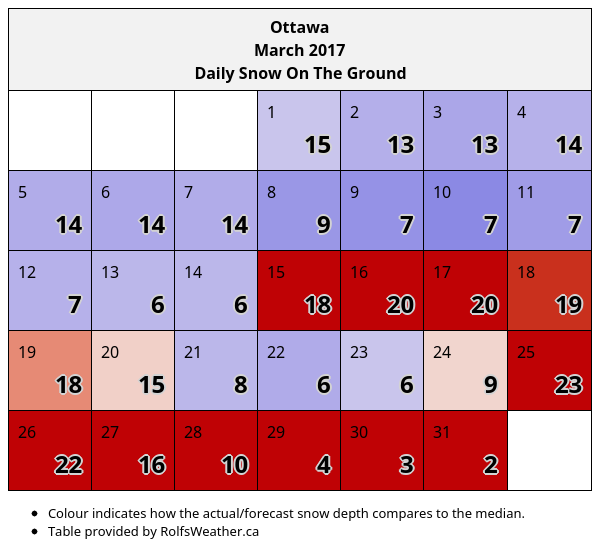 Ottawa
March 2017
Daily Snow On The Ground
1 2 3 4
15 13 13 14
5 6 7 8 9 10 11
14 14 14 9 7 7 7
12 13 14 15 16 17 18
7 6 6 18 20 20 19
19 20 21 22 23 24 25
18 15 8 6 6 9 23
26 27 28 29 30 31
22 16 10 4 3 2
• Colour indicates how the actual/forecast snow depth compares to the median.
• Table provided by RolfsWeather.ca